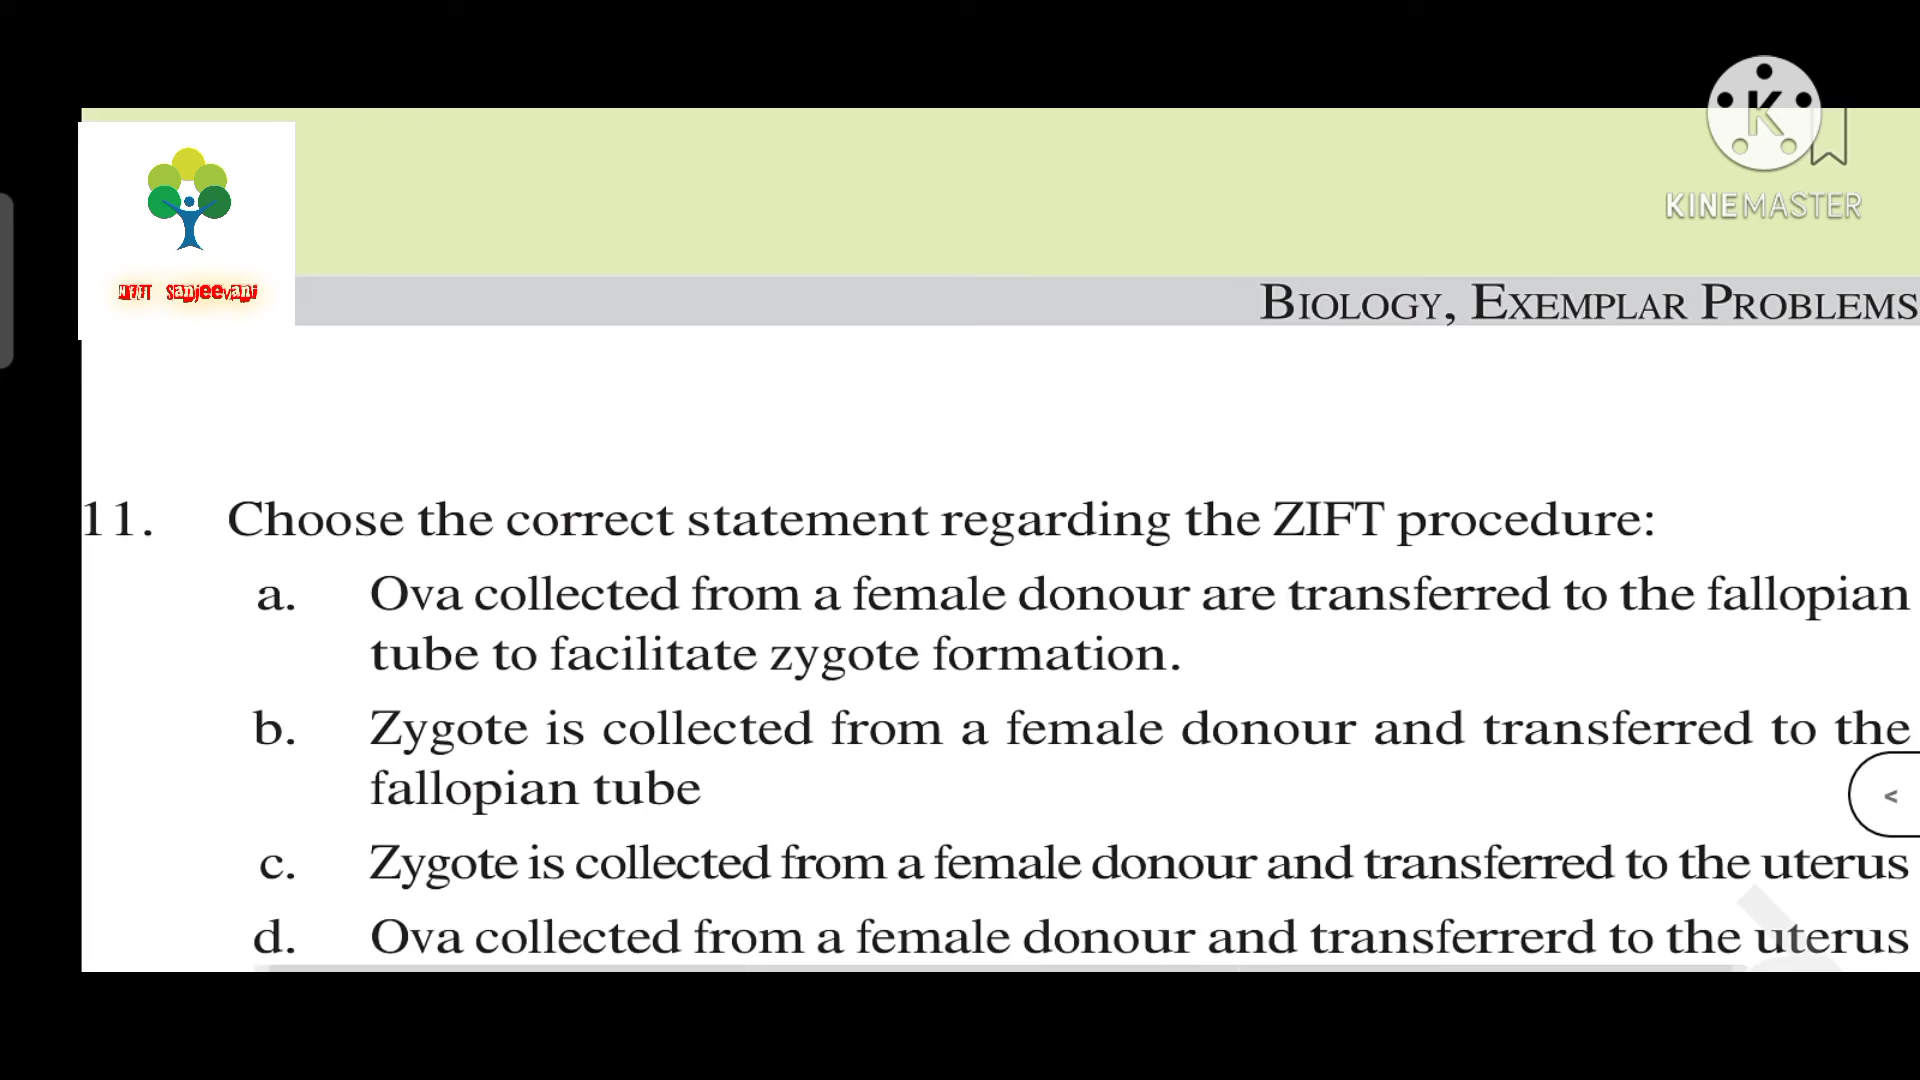 K
KINEMASTER
NEET Sanjeevani
BIOLOGY, EXEMPLAR PROBLEMS
11. Choose the correct statement regarding the ZIFT procedure:
a. Ova collected from a female donour are transferred to the fallopian
tube to facilitate zygote formation.
b. Zygote is collected from a female donour and transferred to the
fallopian tube
<
c. Zygote is collected from a female donour and transferred to the uterus
d. Ova collected from a female donour and transferrerd to the uterus